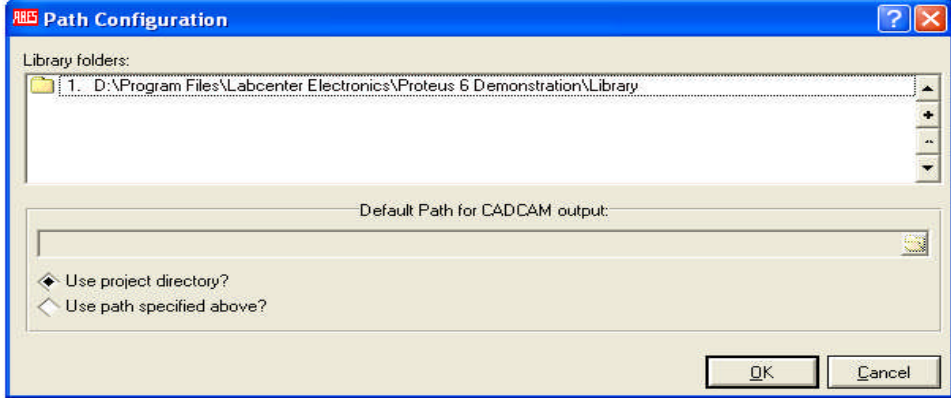 ARES Path Configuration
Library folders:
1. D:\Program Files\Labcenter Electronics\Proteus 6 Demonstration\Library
Default Path for CADCAM output:
Use project directory?
Use path specified above?
OK Cancel